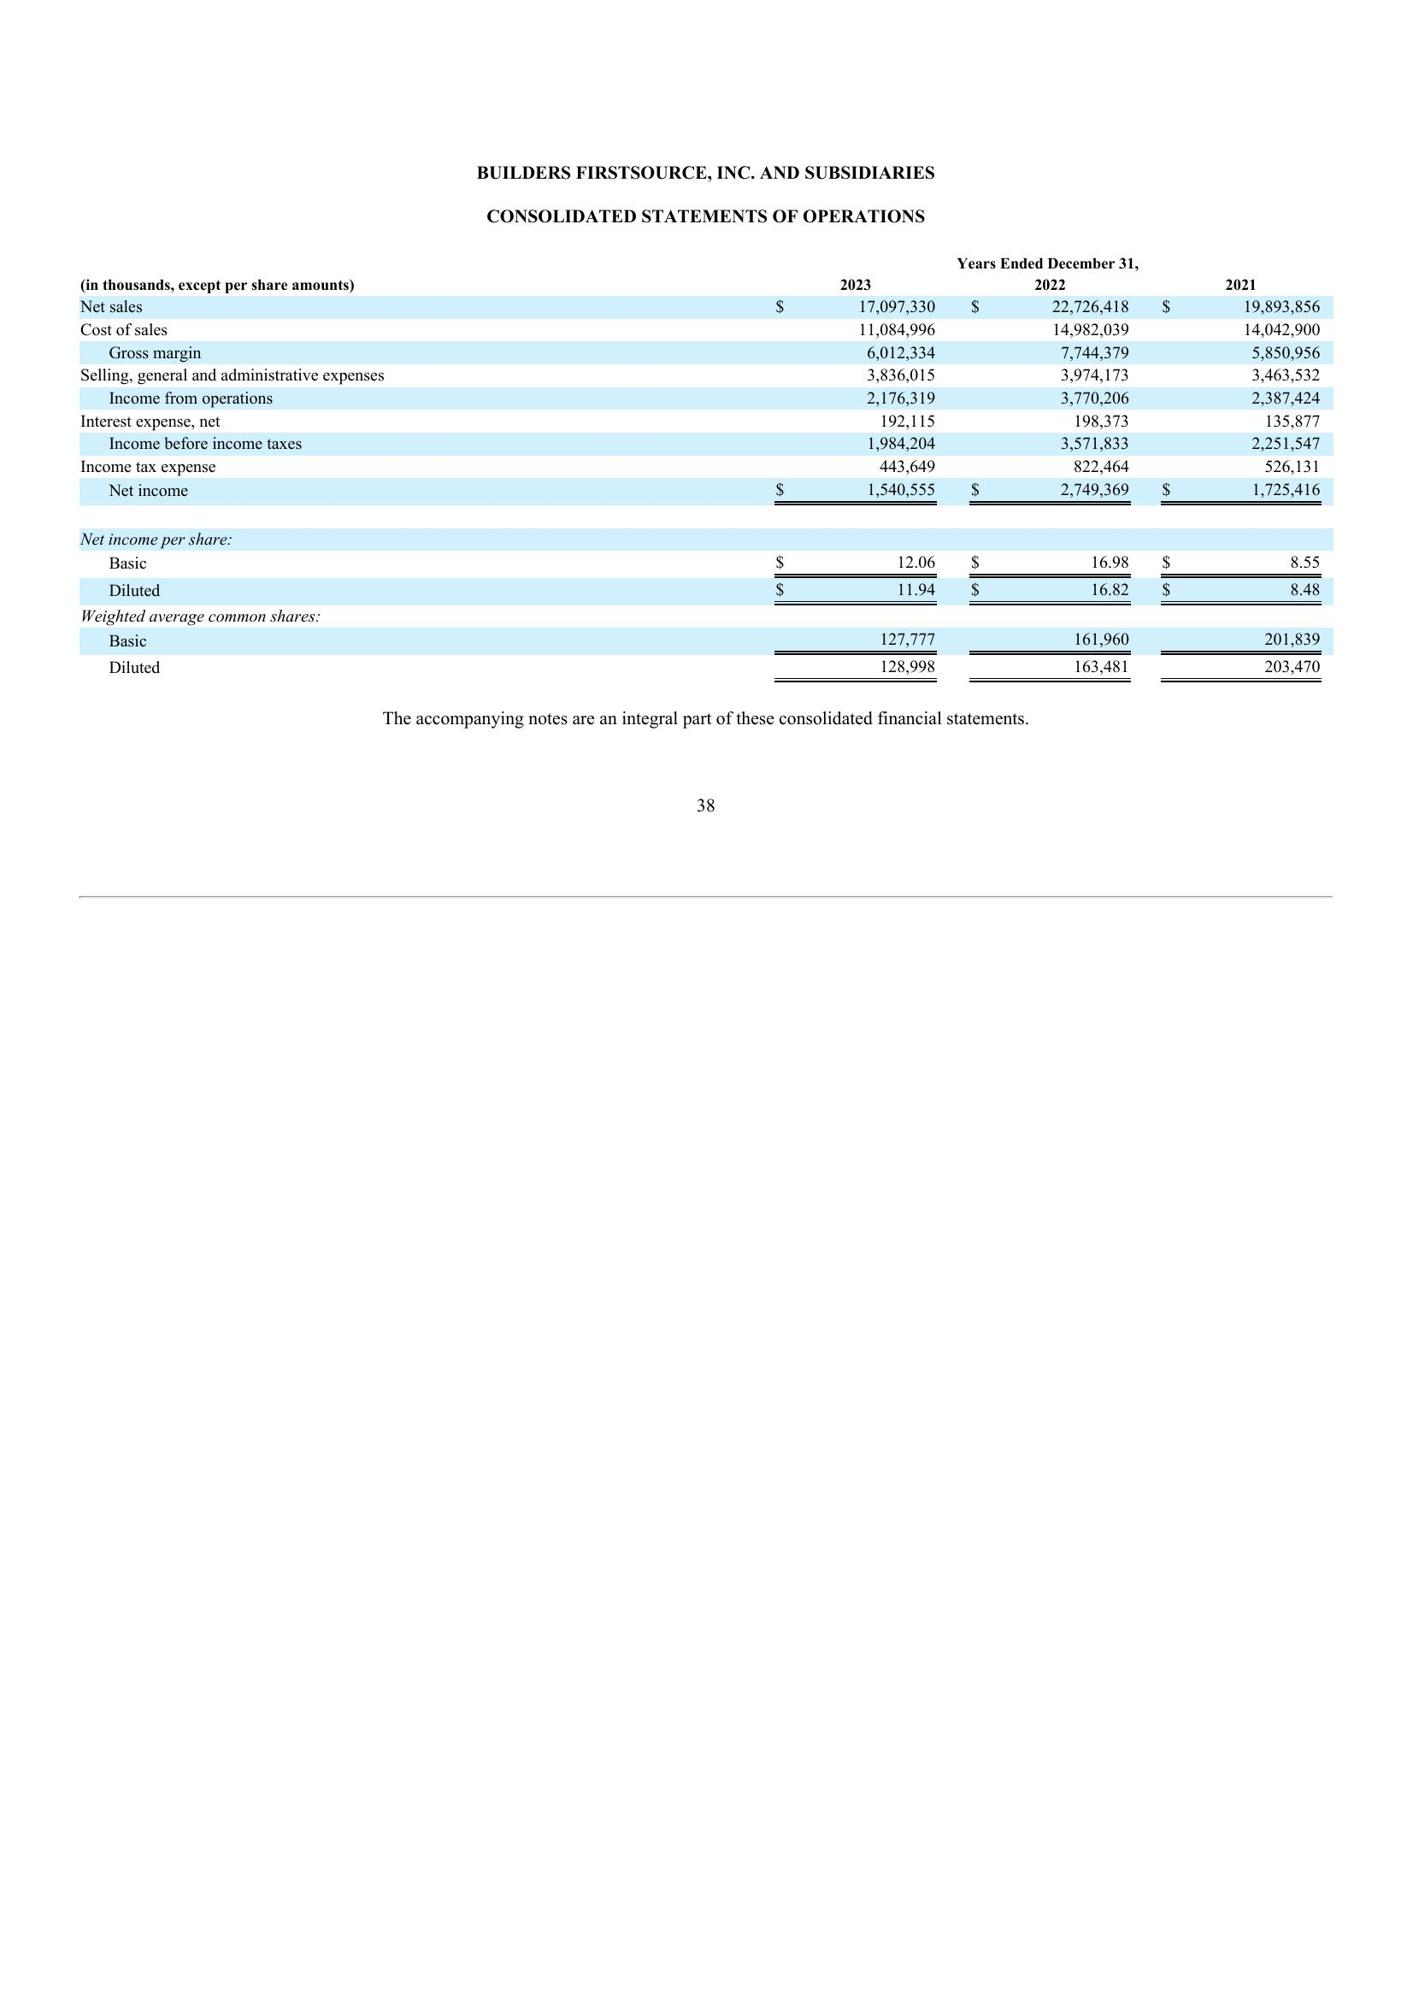 BUILDERS FIRSTSOURCE, INC. AND SUBSIDIARIES
CONSOLIDATED STATEMENTS OF OPERATIONS
Years Ended December 31,
(in thousands, except per share amounts) 2023 2022 2021
Net sales $ 17,097,330 $ 22,726,418 $ 19,893,856
Cost of sales 11,084,996 14,982,039 14,042,900
Gross margin 6,012,334 7,744,379 5,850,956
Selling, general and administrative expenses 3,836,015 3,974,173 3,463,532
Income from operations 2,176,319 3,770,206 2,387,424
Interest expense, net 192,115 198,373 135,877
Income before income taxes 1,984,204 3,571,833 2,251,547
Income tax expense 443,649 822,464 526,131
Net income $ 1,540,555 $ 2,749,369 $ 1,725,416
Net income per share:
Basic $ 12.06 $ 16.98 $ 8.55
Diluted $ 11.94 $ 16.82 $ 8.48
Weighted average common shares:
Basic 127,777 161,960 201,839
Diluted 128,998 163,481 203,470
The accompanying notes are an integral part of these consolidated financial statements.
38